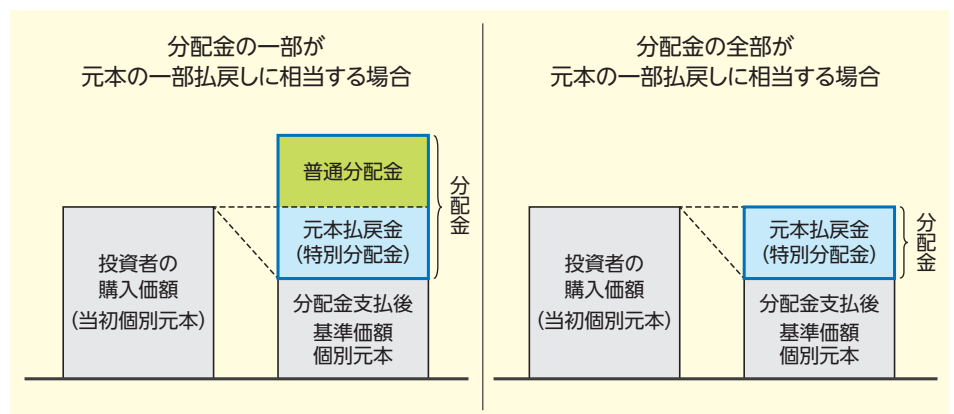 分配金の一部が
元本の一部払戻しに相当する場合
普通分配金
元本払戻金
(特別分配金)
分配金
投資者の
購入価額
(当初個別元本)
分配金支払後
基準価額
個別元本
分配金の全部が
元本の一部払戻しに相当する場合
元本払戻金
(特別分配金)
分配金
投資者の
購入価額
(当初個別元本)
分配金支払後
基準価額
個別元本